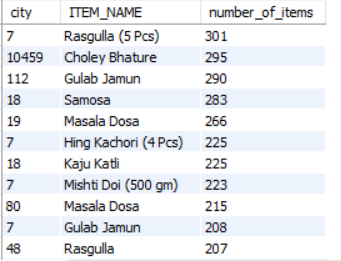 city ITEM_NAME number_of_items
7 Rasgulla (5 Pcs) 301
10459 Choley Bhature 295
112 Gulab Jamun 290
18 Samosa 283
19 Masala Dosa 266
7 Hing Kachori (4 Pcs) 225
18 Kaju Katli 225
7 Mishti Doi (500 gm) 223
80 Masala Dosa 215
7 Gulab Jamun 208
48 Rasgulla 207